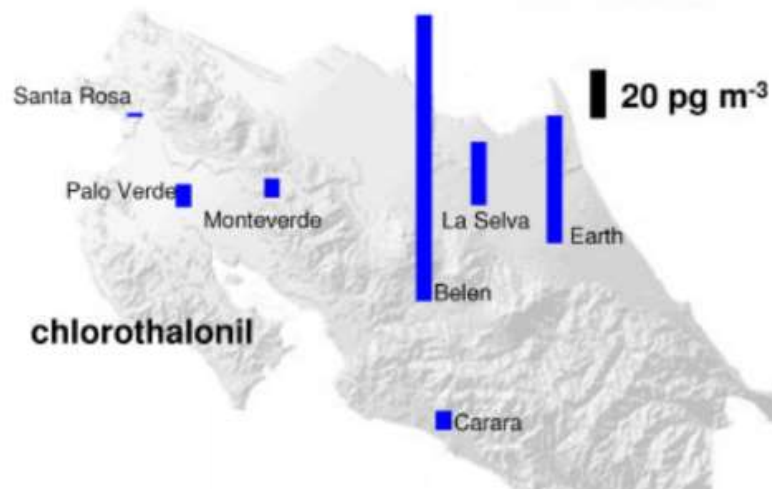 Santa Rosa
20 pg m⁻³
Palo Verde
Monteverde
La Selva
Earth
Belen
chlorothalonil
Carara